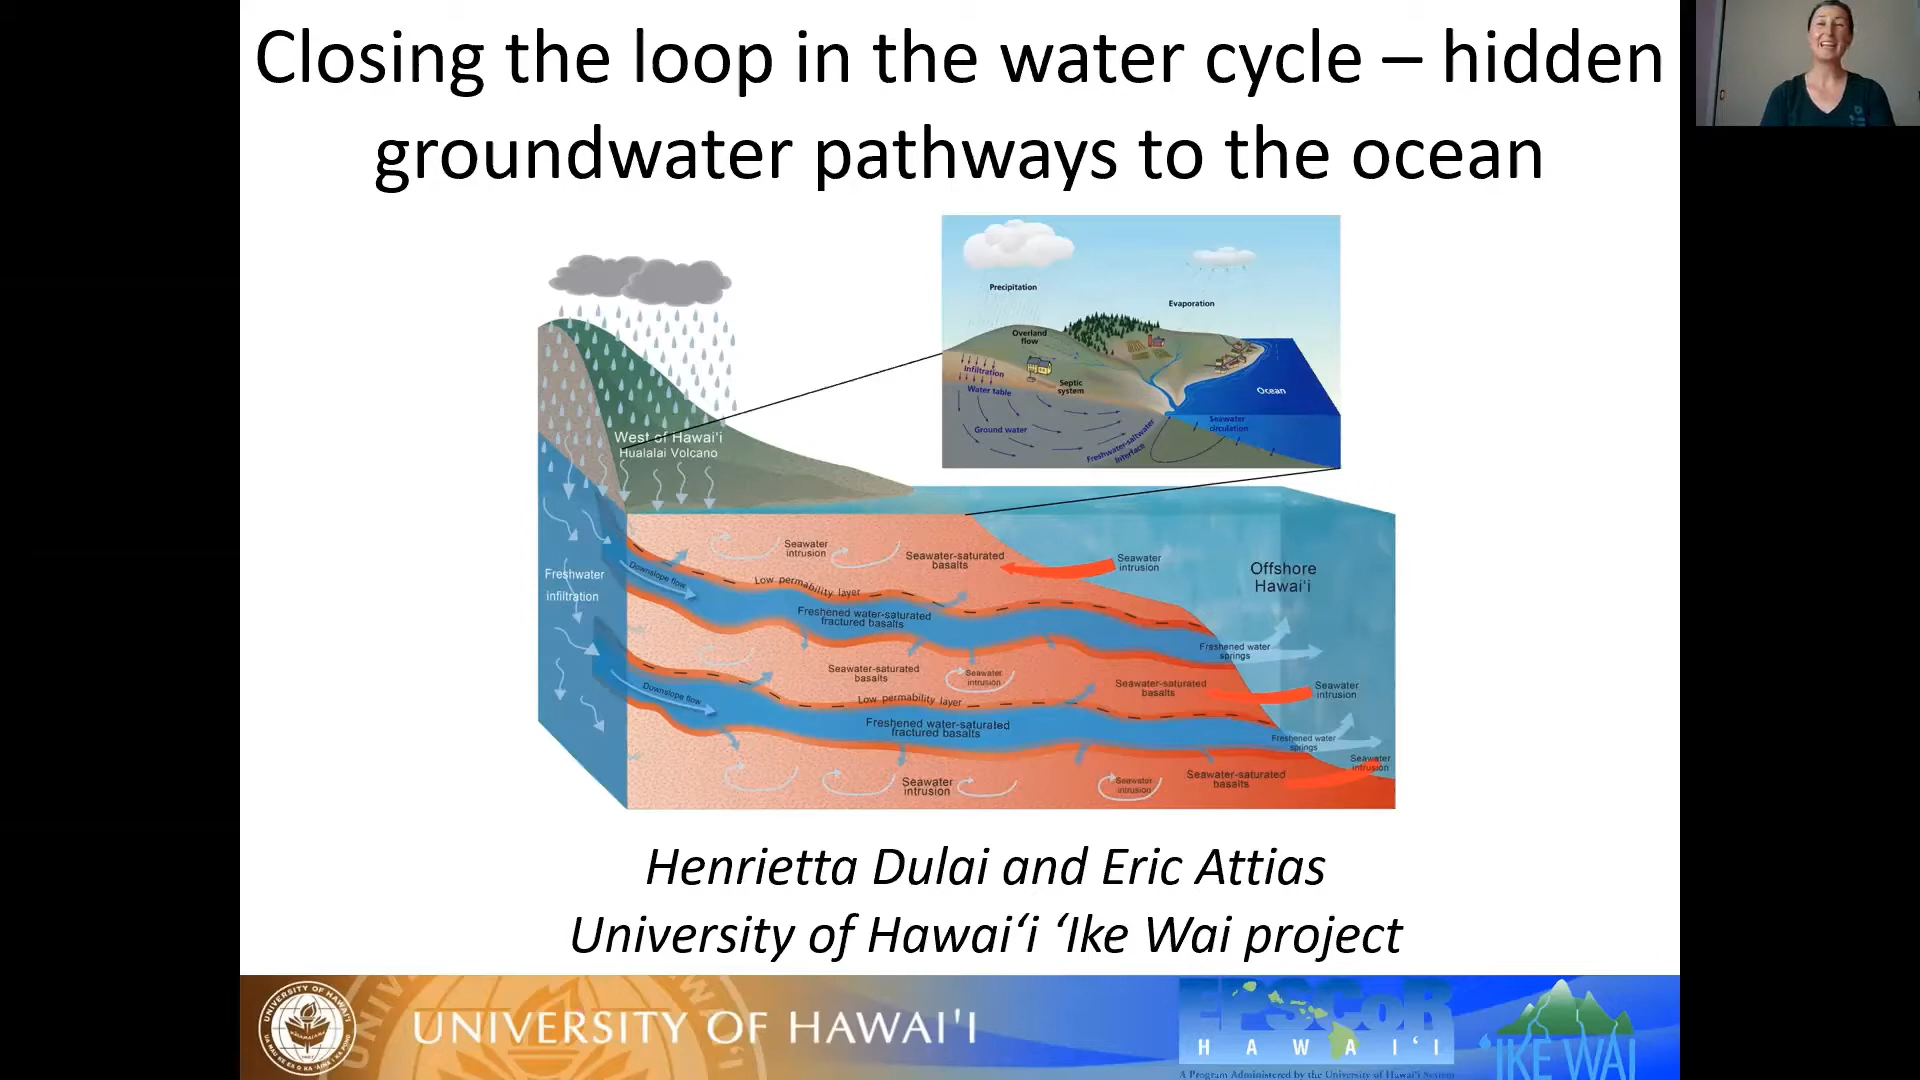 Closing the loop in the water cycle – hidden
groundwater pathways to the ocean
Precipitation
Evaporation
Overland
flow
Infiltration
Septic
system
Water table
Ocean
Ground water
Seawater
circulation
Freshwater-saltwater
Interface
West of Hawai'i
Hualalai Volcano
Seawater
intrusion
Seawater-saturated
basalts
Seawater
intrusion
Offshore
Hawai'i
Freshwater
infiltration
Downslope flow
Low permability layer
Freshened water-saturated
fractured basalts
Freshened water
springs
Seawater-saturated
basalts
Seawater
intrusion
Seawater-saturated
basalts
Seawater
intrusion
Downslope flow
Low permability layer
Freshened water-saturated
fractured basalts
Freshened water
springs
Seawater
intrusion
Seawater
intrusion
Seawater
intrusion
Seawater-saturated
basalts
Henrietta Dulai and Eric Attias
University of Hawai‘i ‘Ike Wai project
UNIVERSITY OF HAWAI'I
EPSCoR
HAWAI‘I
A Program Administered by the University of Hawai'i System
‘IKE WAI